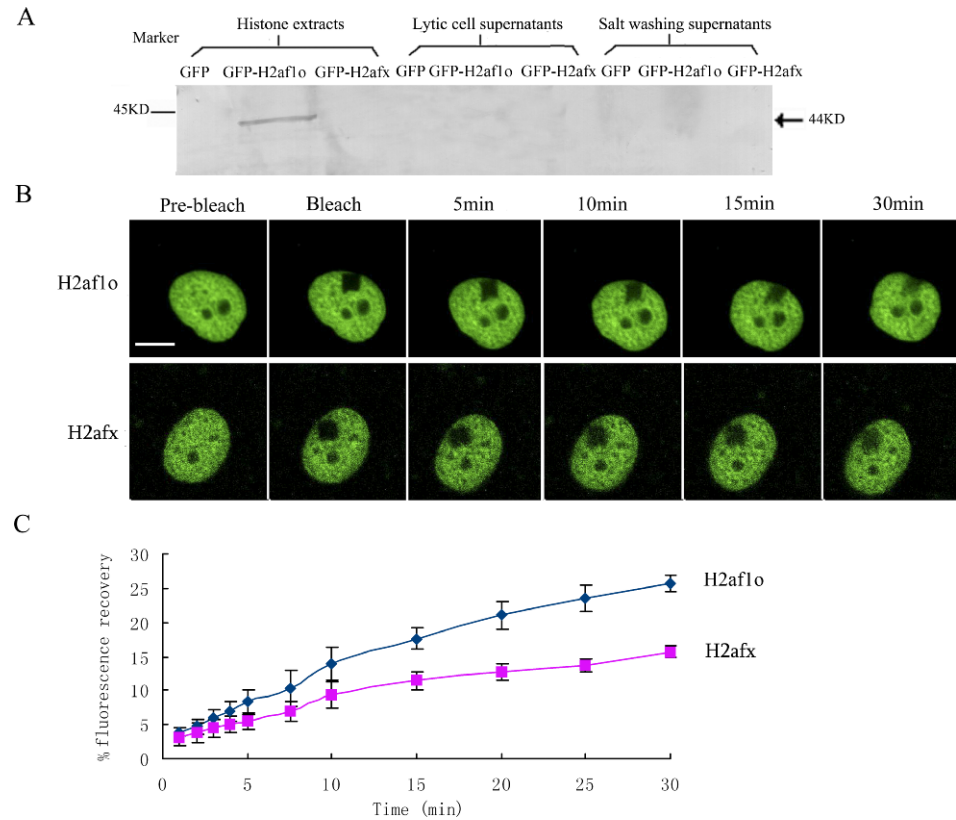 A
Marker
Histone extracts
Lytic cell supernatants
Salt washing supernatants
GFP GFP-H2af1o GFP-H2afx GFP GFP-H2af1o GFP-H2afx GFP GFP-H2af1o GFP-H2afx
45KD
44KD
B
Pre-bleach Bleach 5min 10min 15min 30min
H2af1o
H2afx
C
% fluorescence recovery
30
25
20
15
10
5
0
0 5 10 15 20 25 30
Time (min)
H2af1o
H2afx